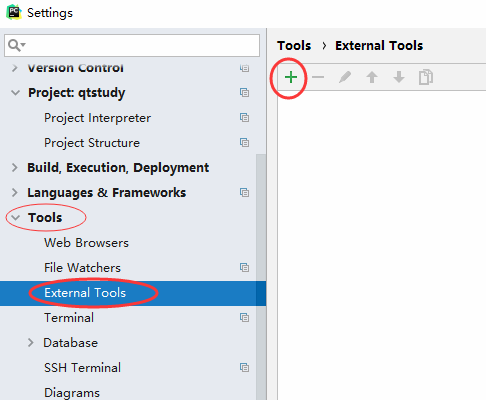 Settings
Tools › External Tools
Version Control
Project: qtstudy
Project Interpreter
Project Structure
Build, Execution, Deployment
Languages & Frameworks
Tools
Web Browsers
File Watchers
External Tools
Terminal
Database
SSH Terminal
Diagrams